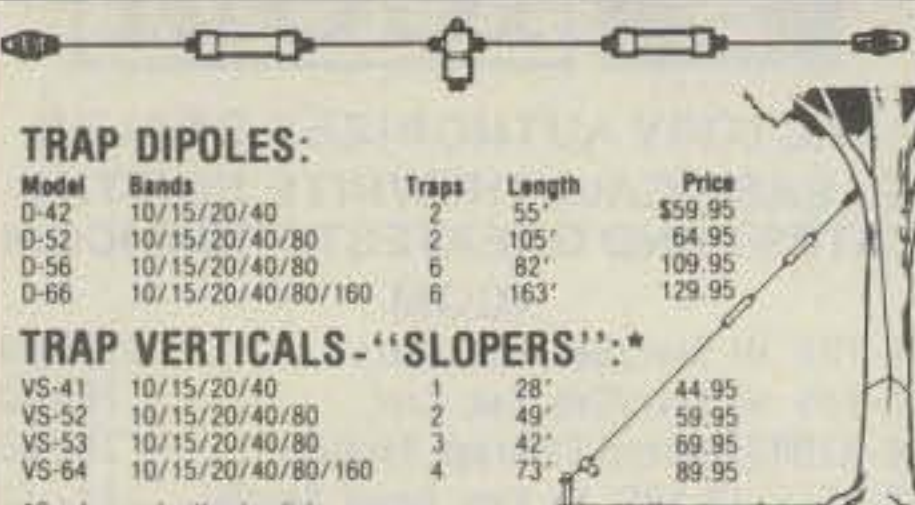 TRAP DIPOLES:
Model Bands Traps Length Price
D-42 10/15/20/40 2 55' $59.95
D-52 10/15/20/40/80 2 105' 64.95
D-56 10/15/20/40/80 6 82' 109.95
D-66 10/15/20/40/80/160 6 163' 129.95
TRAP VERTICALS-"SLOPERS":*
VS-41 10/15/20/40 1 28' 44.95
VS-52 10/15/20/40/80 2 49' 59.95
VS-53 10/15/20/40/80 3 42' 69.95
VS-64 10/15/20/40/80/160 4 73' 89.95